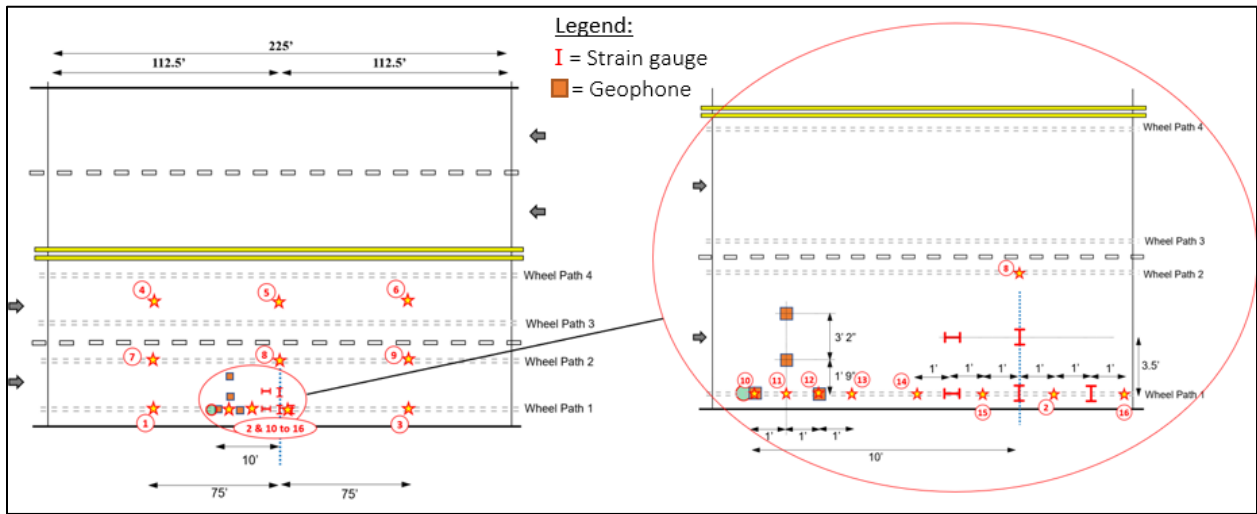 Legend:
I = Strain gauge
= Geophone
225'
112.5' 112.5'
Wheel Path 4
4 5 6
Wheel Path 3
7 8 9
Wheel Path 2
Wheel Path 1
1 2 & 10 to 16 3
10'
75' 75'
Wheel Path 4
Wheel Path 3
8 Wheel Path 2
3' 2"
1' 9"
3.5'
1' 1' 1' 1' 1' 1'
10 11 12 13 14
Wheel Path 1
15 2 16
1' 1' 1'
10'